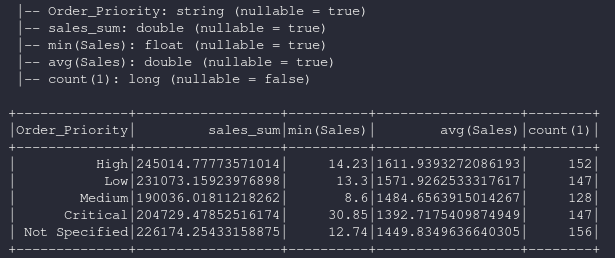 |-- Order_Priority: string (nullable = true)
|-- sales_sum: double (nullable = true)
|-- min(Sales): float (nullable = true)
|-- avg(Sales): double (nullable = true)
|-- count(1): long (nullable = false)
+--------------+------------------+----------+------------------+--------+
|Order_Priority|         sales_sum|min(Sales)|        avg(Sales)|count(1)|
+--------------+------------------+----------+------------------+--------+
|          High|245014.77773571014|     14.23|1611.9393272086193|     152|
|           Low|231073.15923976898|      13.3|1571.9262533317617|     147|
|        Medium|190036.01811218262|       8.6|1484.6563915014267|     128|
|      Critical|204729.47852516174|     30.85|1392.7175409874949|     147|
| Not Specified|226174.25433158875|     12.74|1449.8349636640305|     156|
+--------------+------------------+----------+------------------+--------+